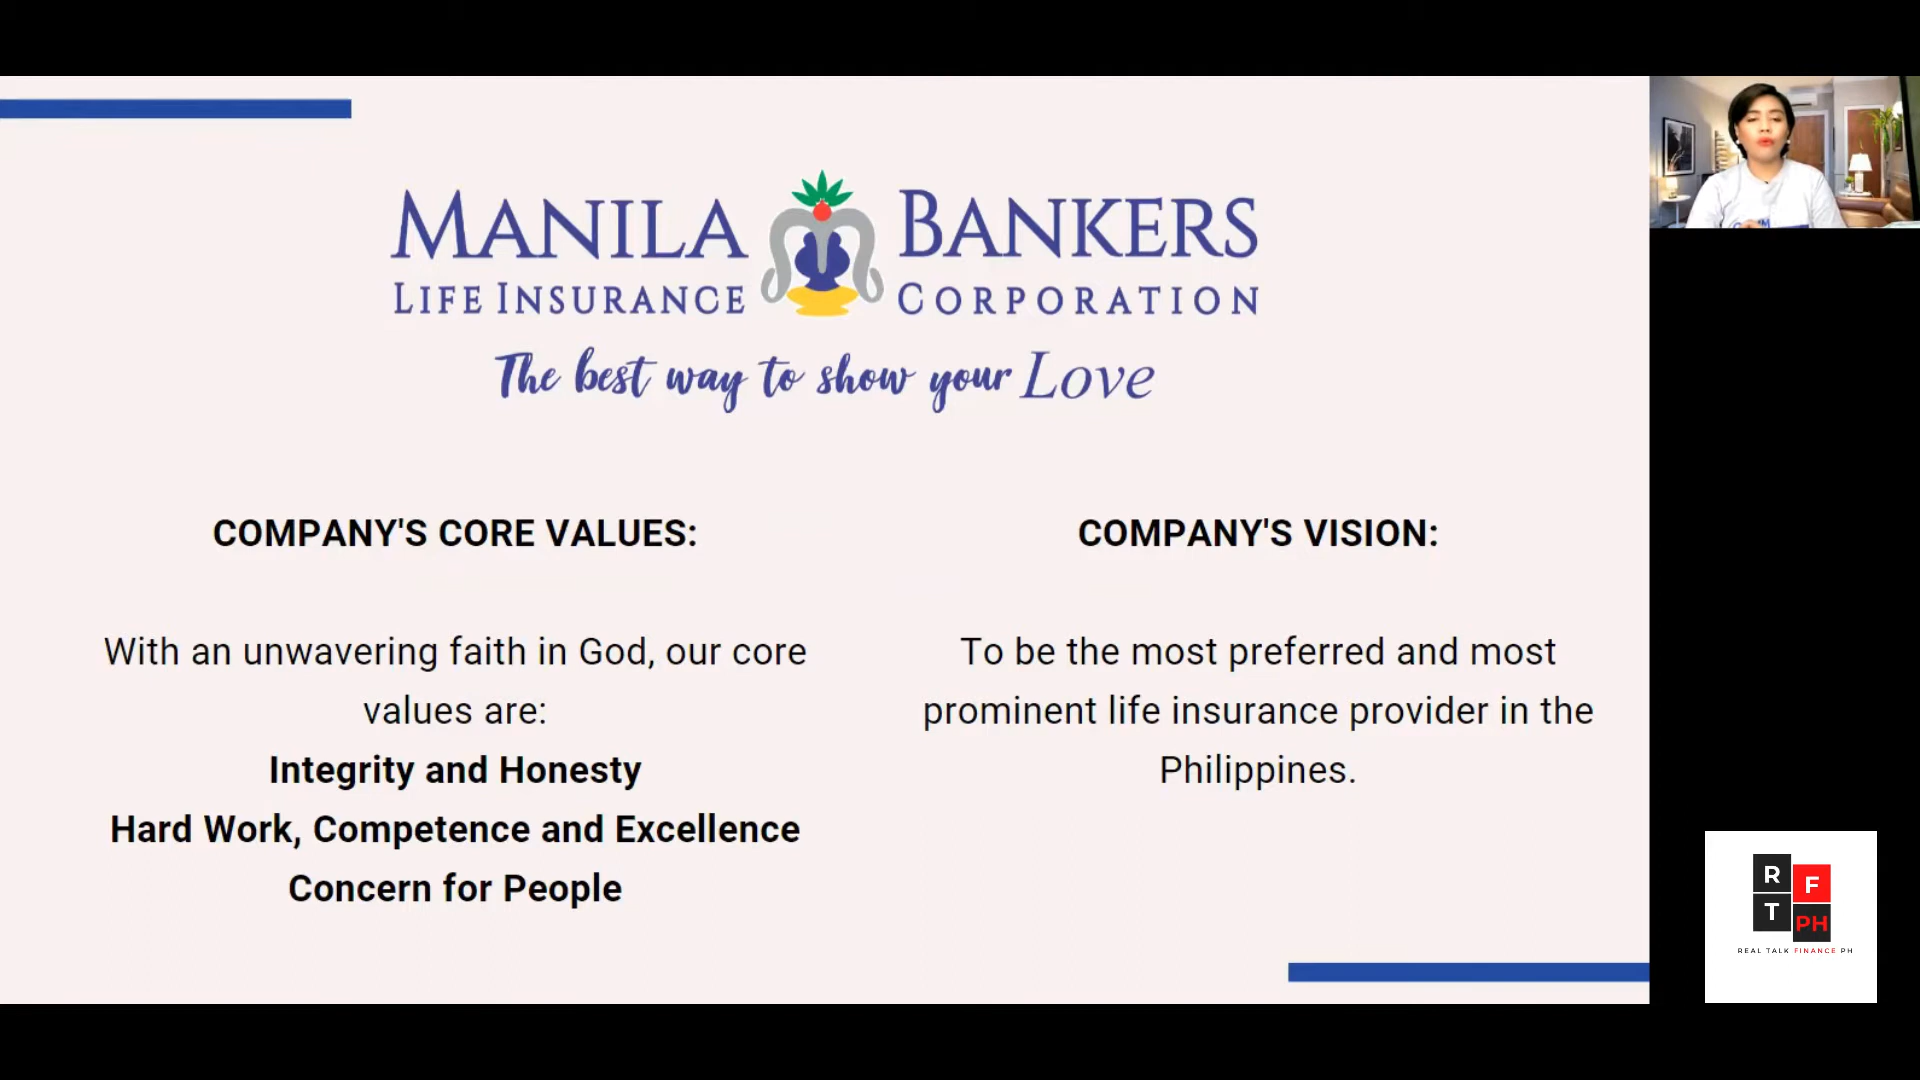 MANILA BANKERS
LIFE INSURANCE CORPORATION
The best way to show your Love
COMPANY'S CORE VALUES:
With an unwavering faith in God, our core
values are:
Integrity and Honesty
Hard Work, Competence and Excellence
Concern for People
COMPANY'S VISION:
To be the most preferred and most
prominent life insurance provider in the
Philippines.
R F
T PH
REAL TALK FINANCE PH